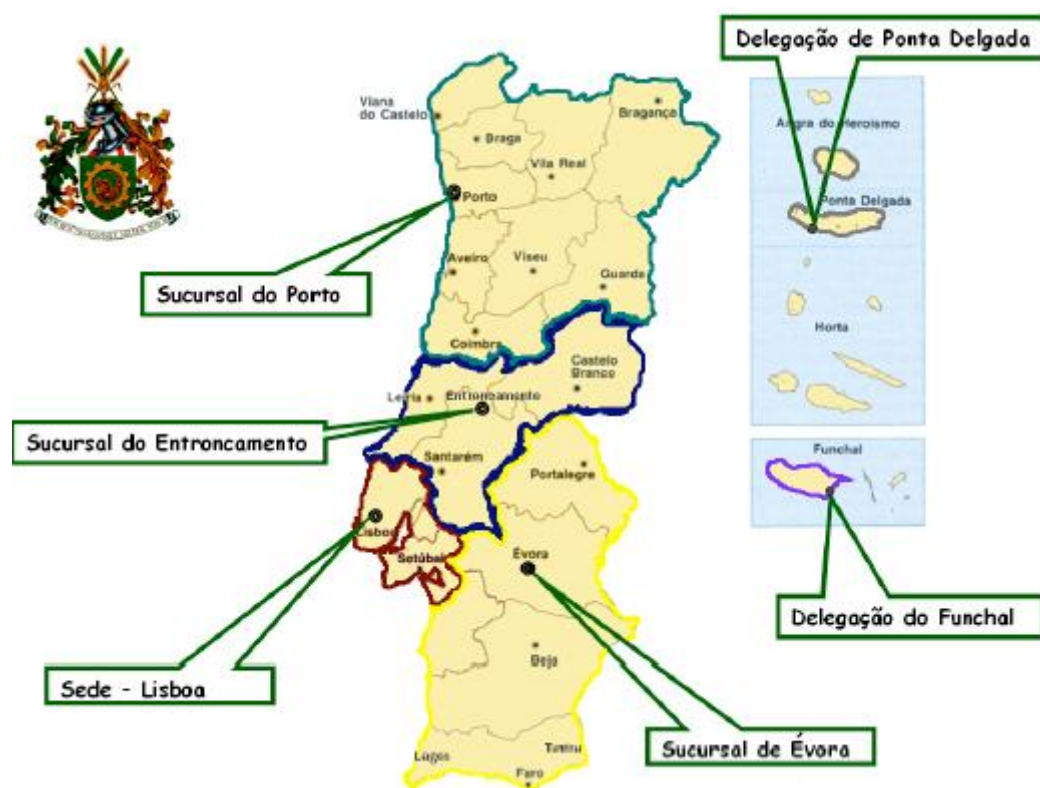 Delegação de Ponta Delgada
Viana
do Castelo
Bragança
Braga
Vila Real
Porto
Angra do Heroísmo
Ponta Delgada
Sucursal do Porto
Aveiro
Viseu
Guarda
Coimbra
Horta
Castelo
Branco
Leiria
Entroncamento
Sucursal do Entroncamento
Santarém
Portalegre
Funchal
Lisboa
Setúbal
Évora
Delegação do Funchal
Beja
Sede - Lisboa
Sucursal de Évora
Lagos
Tavira
Faro